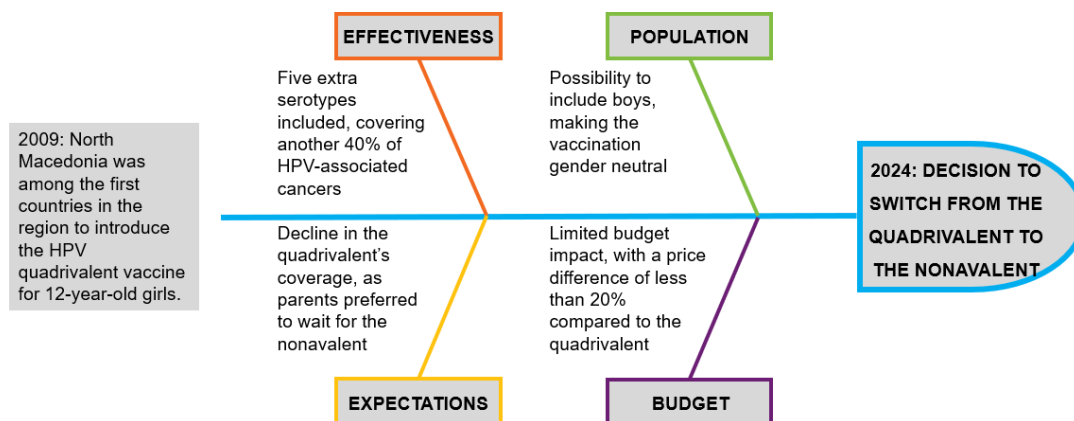 EFFECTIVENESS
POPULATION
Five extra
serotypes
included, covering
another 40% of
HPV-associated
cancers
Possibility to
include boys,
making the
vaccination
gender neutral
2009: North
Macedonia was
among the first
countries in the
region to introduce
the HPV
quadrivalent vaccine
for 12-year-old girls.
2024: DECISION TO
SWITCH FROM THE
QUADRIVALENT TO
THE NONAVALENT
Decline in the
quadrivalent’s
coverage, as
parents preferred
to wait for the
nonavalent
Limited budget
impact, with a price
difference of less
than 20%
compared to the
quadrivalent
EXPECTATIONS
BUDGET